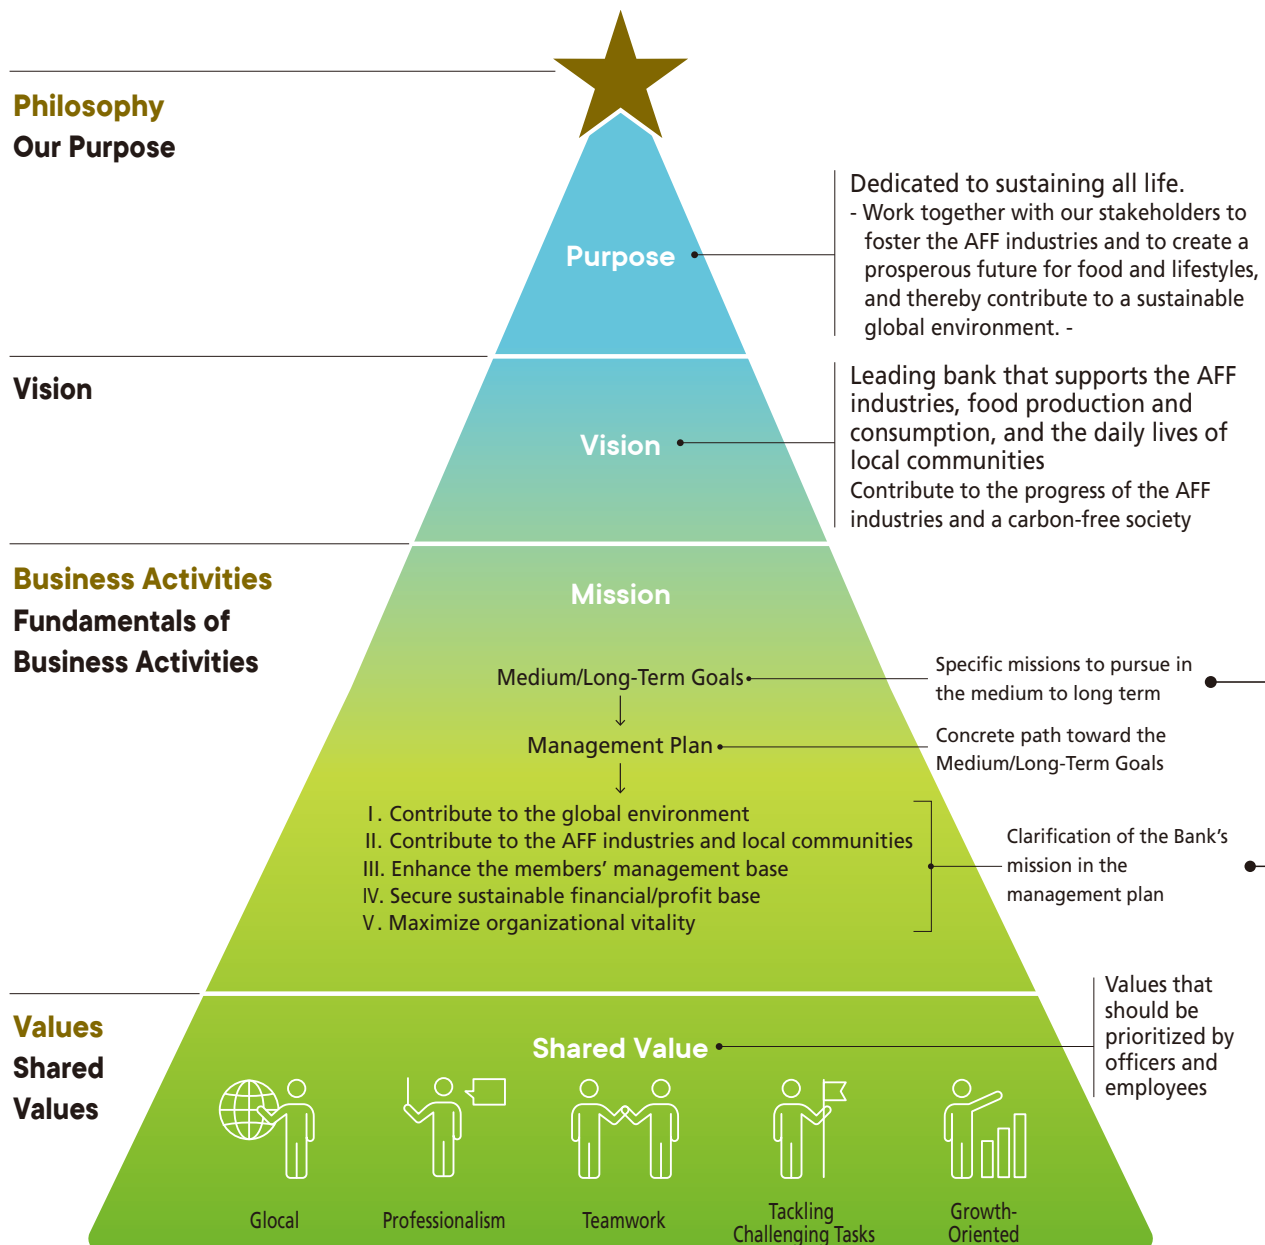 Philosophy
Our Purpose
Purpose
Dedicated to sustaining all life.
- Work together with our stakeholders to
foster the AFF industries and to create a
prosperous future for food and lifestyles,
and thereby contribute to a sustainable
global environment. -
Vision
Vision
Leading bank that supports the AFF
industries, food production and
consumption, and the daily lives of
local communities
Contribute to the progress of the AFF
industries and a carbon-free society
Business Activities
Fundamentals of
Business Activities
Mission
Medium/Long-Term Goals
Specific missions to pursue in
the medium to long term
Management Plan
Concrete path toward the
Medium/Long-Term Goals
I. Contribute to the global environment
II. Contribute to the AFF industries and local communities
III. Enhance the members’ management base
IV. Secure sustainable financial/profit base
V. Maximize organizational vitality
Clarification of the Bank’s
mission in the
management plan
Values
Shared
Values
Shared Value
Values that
should be
prioritized by
officers and
employees
Glocal
Professionalism
Teamwork
Tackling
Challenging Tasks
Growth-
Oriented